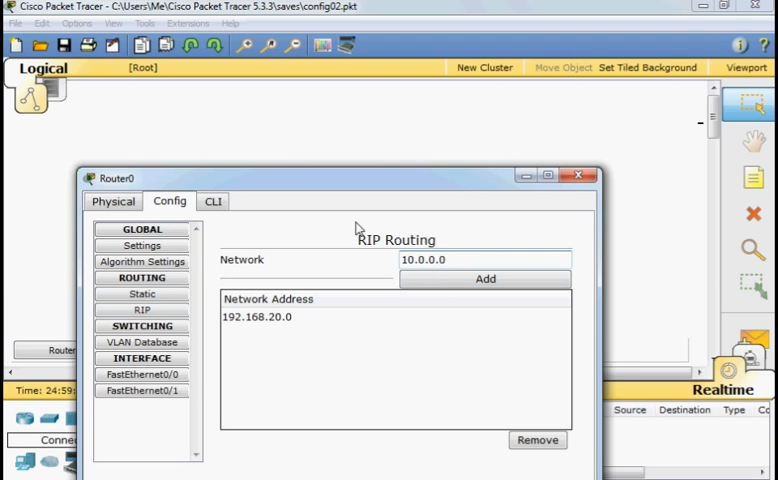 Cisco Packet Tracer - C:\Users\Me\Cisco Packet Tracer 5.3.3\saves\config02.pkt
File Edit Options View Tools Extensions Help
Logical [Root] New Cluster Move Object Set Tiled Background Viewport
Router0
Physical Config CLI
GLOBAL
Settings
Algorithm Settings
ROUTING
Static
RIP
SWITCHING
VLAN Database
INTERFACE
FastEthernet0/0
FastEthernet0/1
RIP Routing
Network 10.0.0.0
Add
Network Address
192.168.20.0
Remove
Router
Time: 24:59: Realtime
Source Destination Type Co
Conne